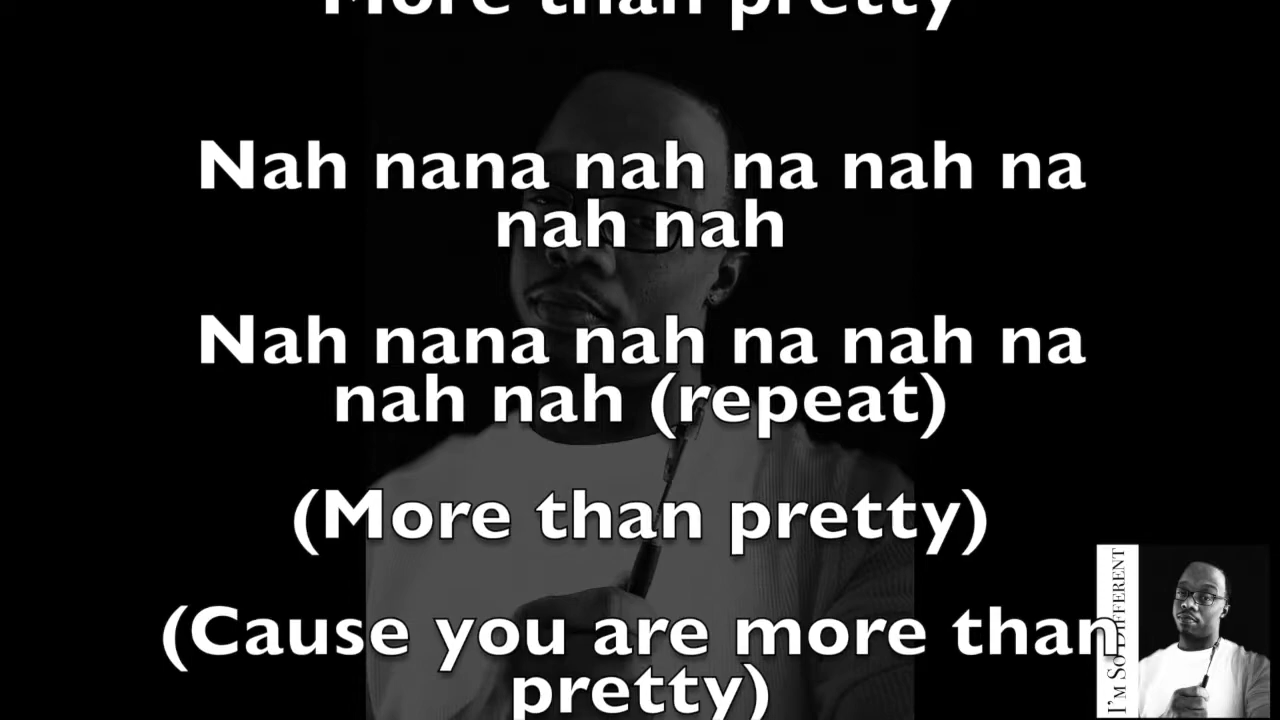 More than pretty
Nah nana nah na nah na
nah nah
Nah nana nah na nah na
nah nah (repeat)
(More than pretty)
(Cause you are more than
pretty)
I'm So Different